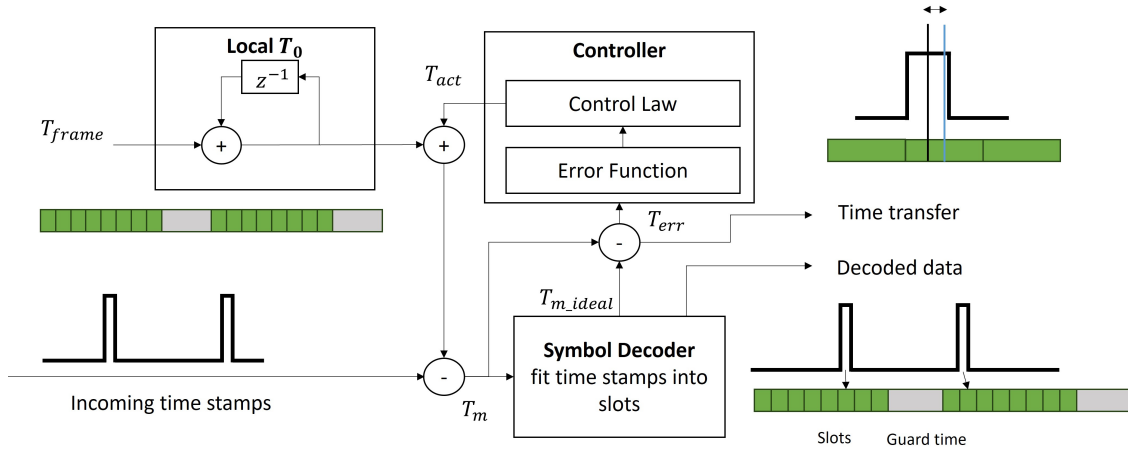 Local T₀
z⁻¹
T_frame
+
T_act
+
Controller
Control Law
Error Function
T_err
-
Time transfer
Decoded data
T_m_ideal
Symbol Decoder
fit time stamps into
slots
-
T_m
Incoming time stamps
Slots
Guard time